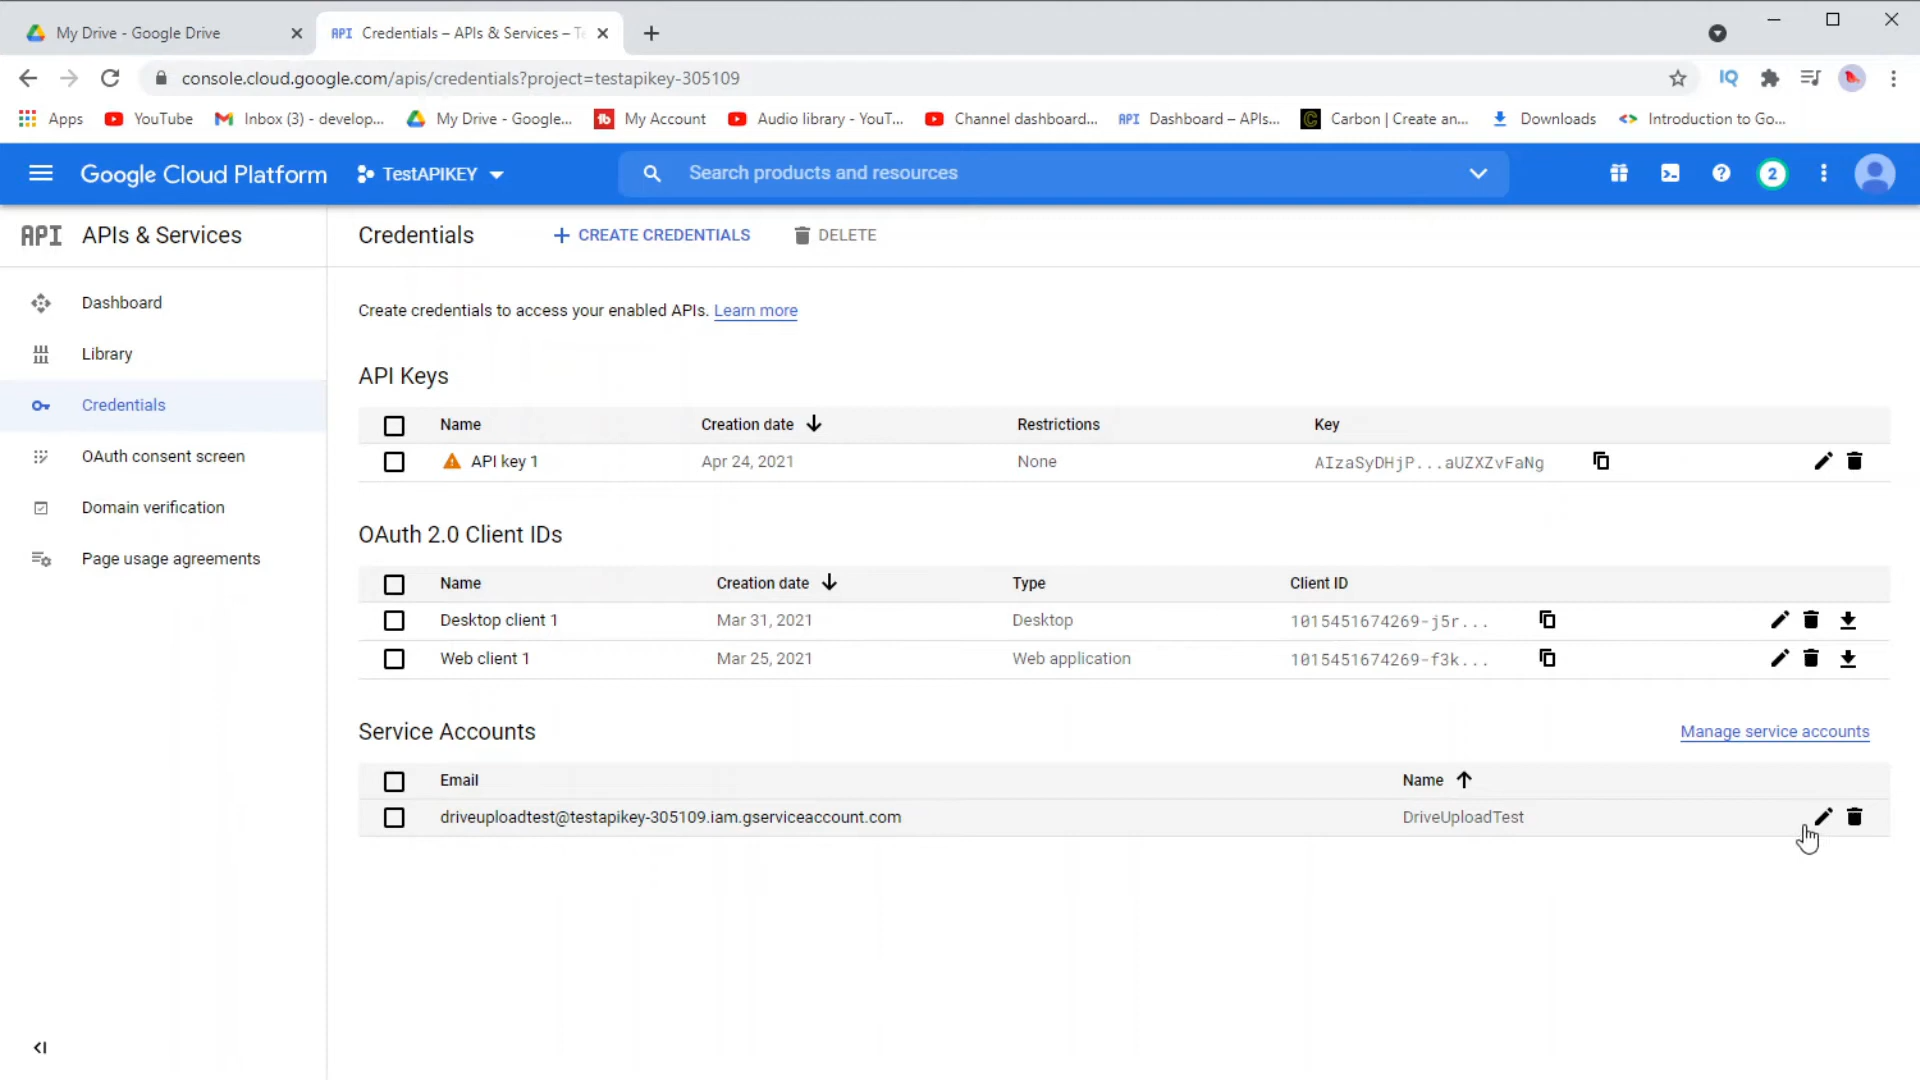 My Drive - Google Drive
API Credentials – APIs & Services – Te
console.cloud.google.com/apis/credentials?project=testapikey-305109
IQ
Apps YouTube Inbox (3) - develop... My Drive - Google... My Account Audio library - YouT... Channel dashboard... API Dashboard – APIs... Carbon | Create an... Downloads Introduction to Go...
Google Cloud Platform TestAPIKEY Search products and resources 2
API APIs & Services
Dashboard
Library
Credentials
OAuth consent screen
Domain verification
Page usage agreements
Credentials CREATE CREDENTIALS DELETE
Create credentials to access your enabled APIs. Learn more
API Keys
Name Creation date Restrictions Key
API key 1 Apr 24, 2021 None AIzaSyDHjP...aUZXZvFaNg
OAuth 2.0 Client IDs
Name Creation date Type Client ID
Desktop client 1 Mar 31, 2021 Desktop 1015451674269-j5r...
Web client 1 Mar 25, 2021 Web application 1015451674269-f3k...
Service Accounts Manage service accounts
Email Name
driveuploadtest@testapikey-305109.iam.gserviceaccount.com DriveUploadTest